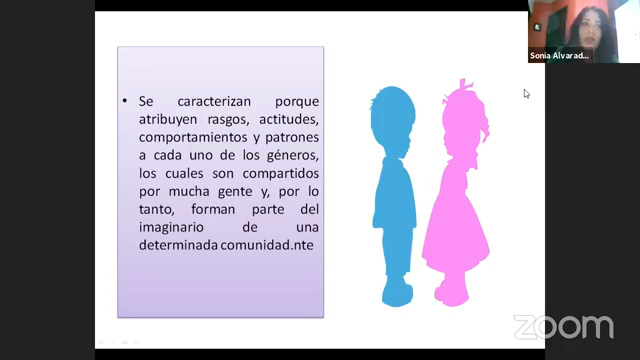 • Se caracterizan porque
atribuyen rasgos, actitudes,
comportamientos y patrones
a cada uno de los géneros,
los cuales son compartidos
por mucha gente y, por lo
tanto, forman parte del
imaginario de una
determinada comunidad.nte
Sonia Alvarad...
zoom